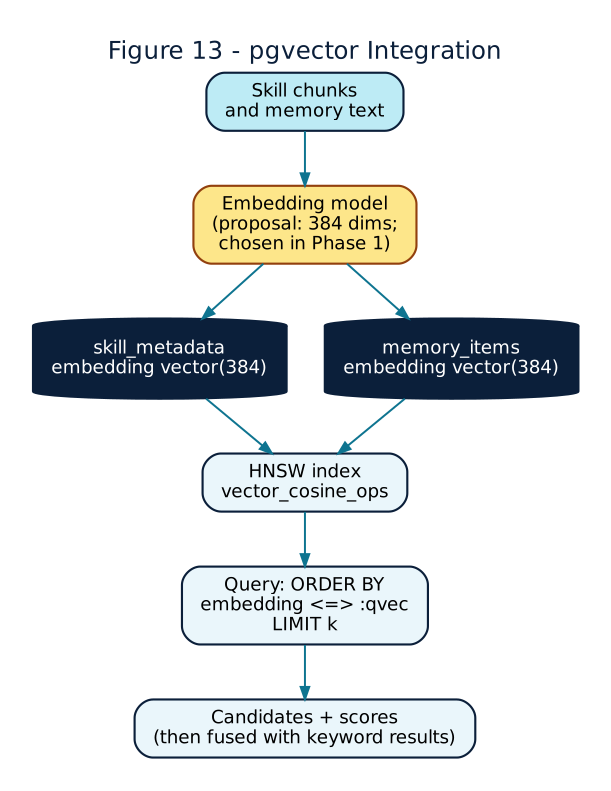 Figure 13 - pgvector Integration
Skill chunks
and memory text
Embedding model
(proposal: 384 dims;
chosen in Phase 1)
skill_metadata
embedding vector(384)
memory_items
embedding vector(384)
HNSW index
vector_cosine_ops
Query: ORDER BY
embedding <=> :qvec
LIMIT k
Candidates + scores
(then fused with keyword results)